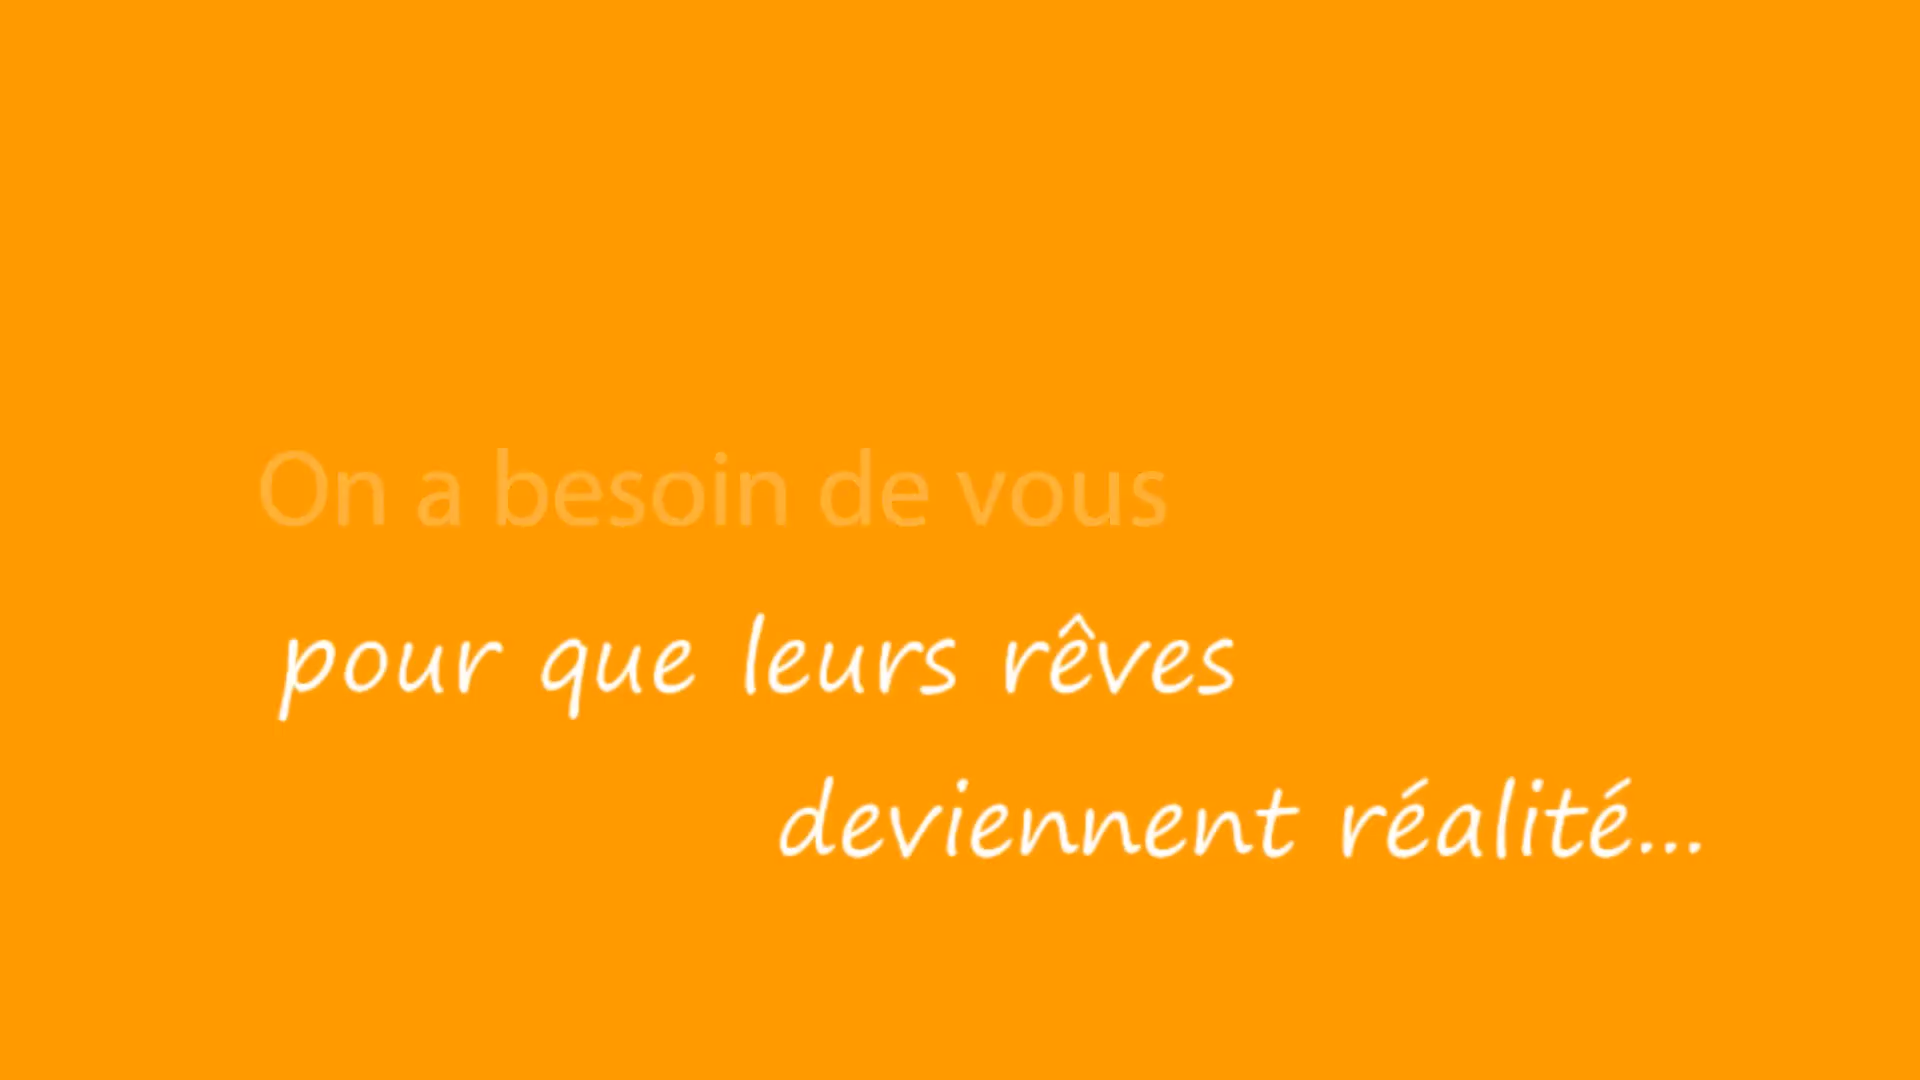 On a besoin de vous
pour que leurs rêves
deviennent réalité...